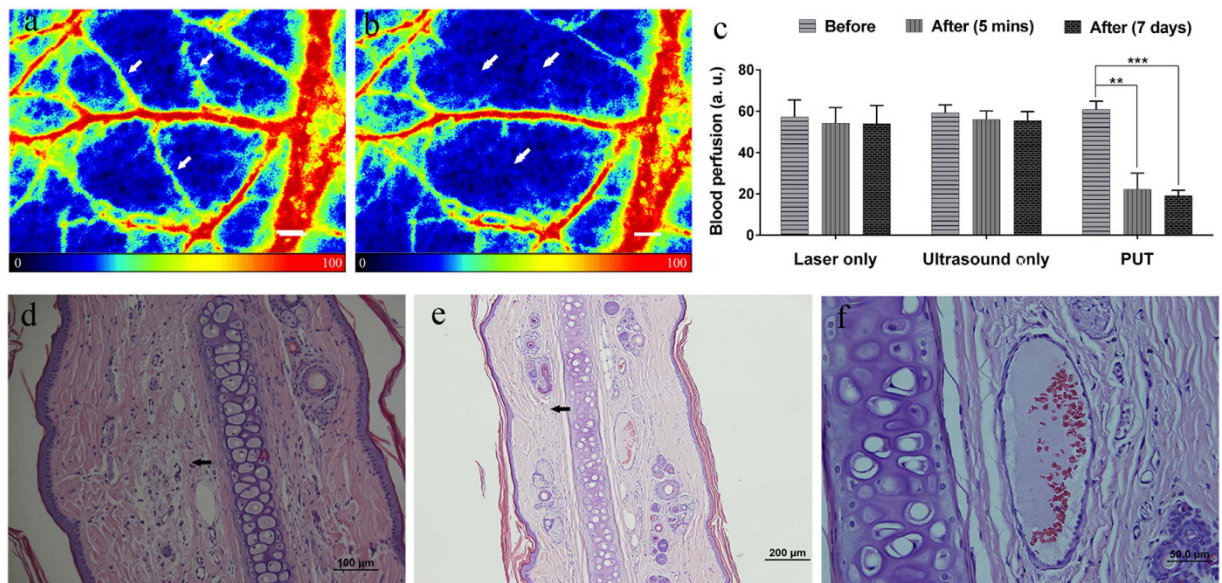 a
b
c
Before
After (5 mins)
After (7 days)
Blood perfusion (a. u.)
80
60
40
20
0
**
***
Laser only
Ultrasound only
PUT
0
100
0
100
d
e
f
100 μm
200 μm
50.0 μm